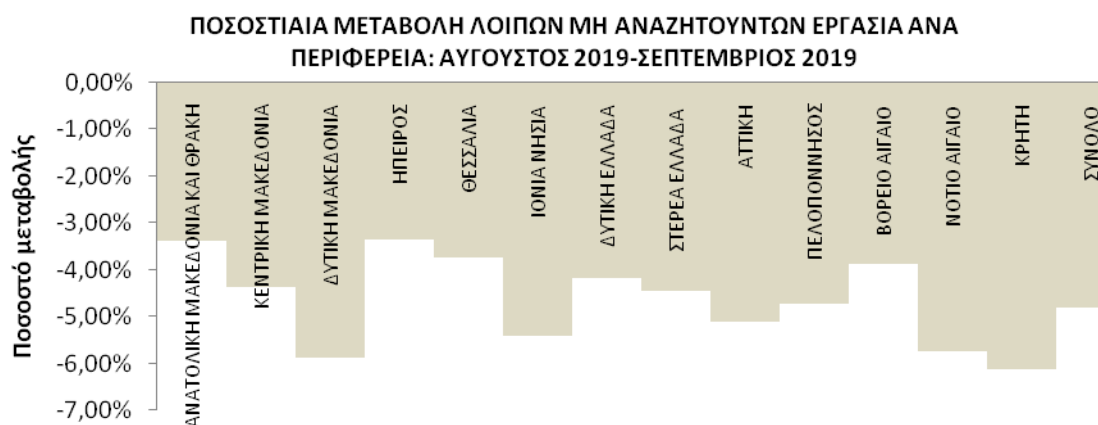 ΠΟΣΟΣΤΙΑΙΑ ΜΕΤΑΒΟΛΗ ΛΟΙΠΩΝ ΜΗ ΑΝΑΖΗΤΟΥΝΤΩΝ ΕΡΓΑΣΙΑ ΑΝΑ
ΠΕΡΙΦΕΡΕΙΑ: ΑΥΓΟΥΣΤΟΣ 2019-ΣΕΠΤΕΜΒΡΙΟΣ 2019
Ποσοστό μεταβολής
0,00%
-1,00%
-2,00%
-3,00%
-4,00%
-5,00%
-6,00%
-7,00%
ΑΝΑΤΟΛΙΚΗ ΜΑΚΕΔΟΝΙΑ ΚΑΙ ΘΡΑΚΗ
ΚΕΝΤΡΙΚΗ ΜΑΚΕΔΟΝΙΑ
ΔΥΤΙΚΗ ΜΑΚΕΔΟΝΙΑ
ΗΠΕΙΡΟΣ
ΘΕΣΣΑΛΙΑ
ΙΟΝΙΑ ΝΗΣΙΑ
ΔΥΤΙΚΗ ΕΛΛΑΔΑ
ΣΤΕΡΕΑ ΕΛΛΑΔΑ
ΑΤΤΙΚΗ
ΠΕΛΟΠΟΝΝΗΣΟΣ
ΒΟΡΕΙΟ ΑΙΓΑΙΟ
ΝΟΤΙΟ ΑΙΓΑΙΟ
ΚΡΗΤΗ
ΣΥΝΟΛΟ